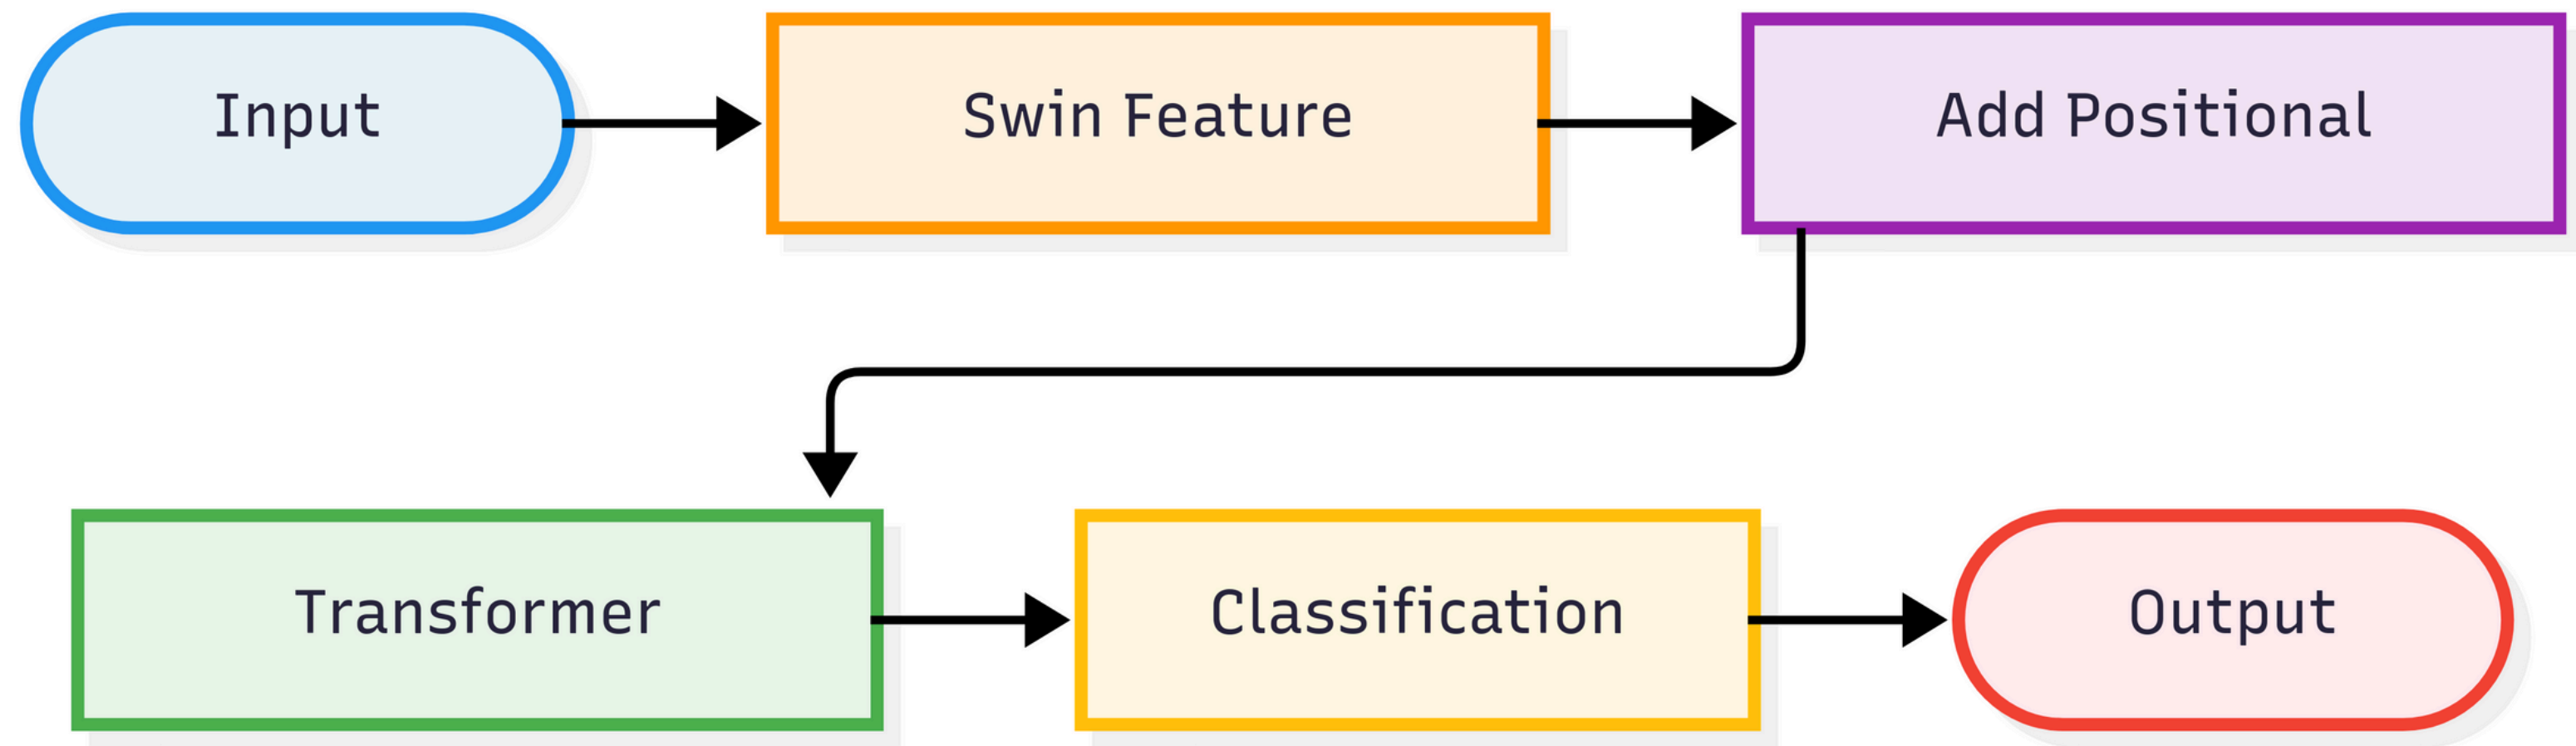 Input
Swin Feature
Add Positional
Transformer
Classification
Output